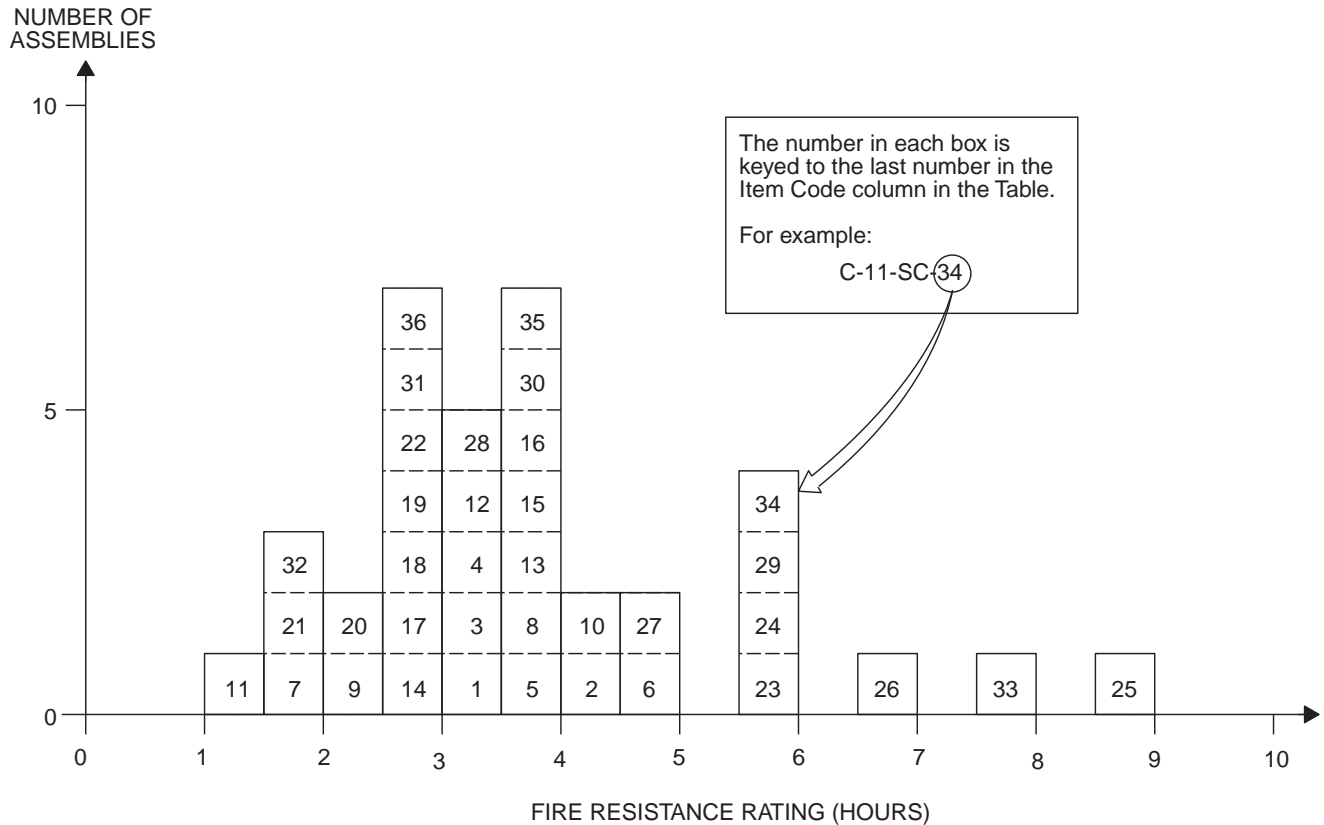 NUMBER OF
ASSEMBLIES
10
The number in each box is
keyed to the last number in the
Item Code column in the Table.
For example:
C-11-SC-34
36 35
31 30
5
22 28 16 34
19 12 15
32 18 4 13 29
21 20 17 3 8 10 27 24
11 7 9 14 1 5 2 6 23 26 33 25
0
0 1 2 3 4 5 6 7 8 9 10
FIRE RESISTANCE RATING (HOURS)